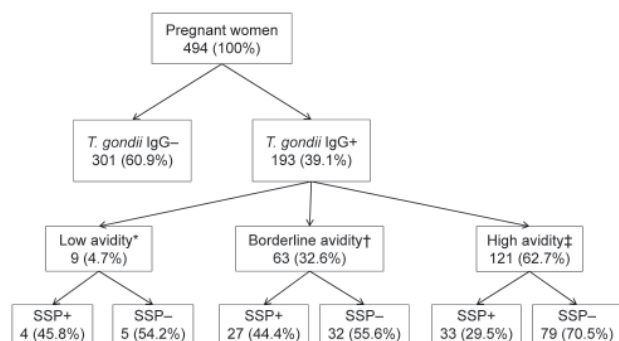 Pregnant women
494 (100%)
T. gondii IgG–
301 (60.9%)
T. gondii IgG+
193 (39.1%)
Low avidity*
9 (4.7%)
Borderline avidity†
63 (32.6%)
High avidity‡
121 (62.7%)
SSP+
4 (45.8%)
SSP–
5 (54.2%)
SSP+
27 (44.4%)
SSP–
32 (55.6%)
SSP+
33 (29.5%)
SSP–
79 (70.5%)